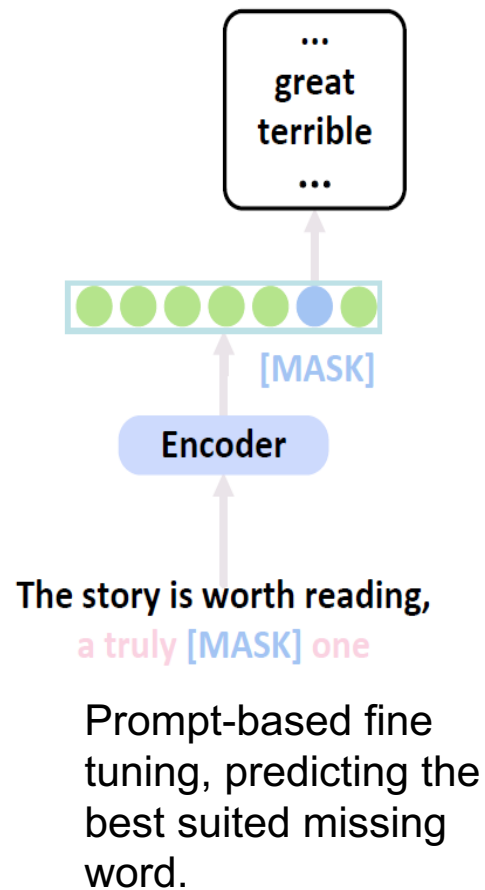 ...
great
terrible
...
[MASK]
Encoder
The story is worth reading,
a truly [MASK] one
Prompt-based fine
tuning, predicting the
best suited missing
word.